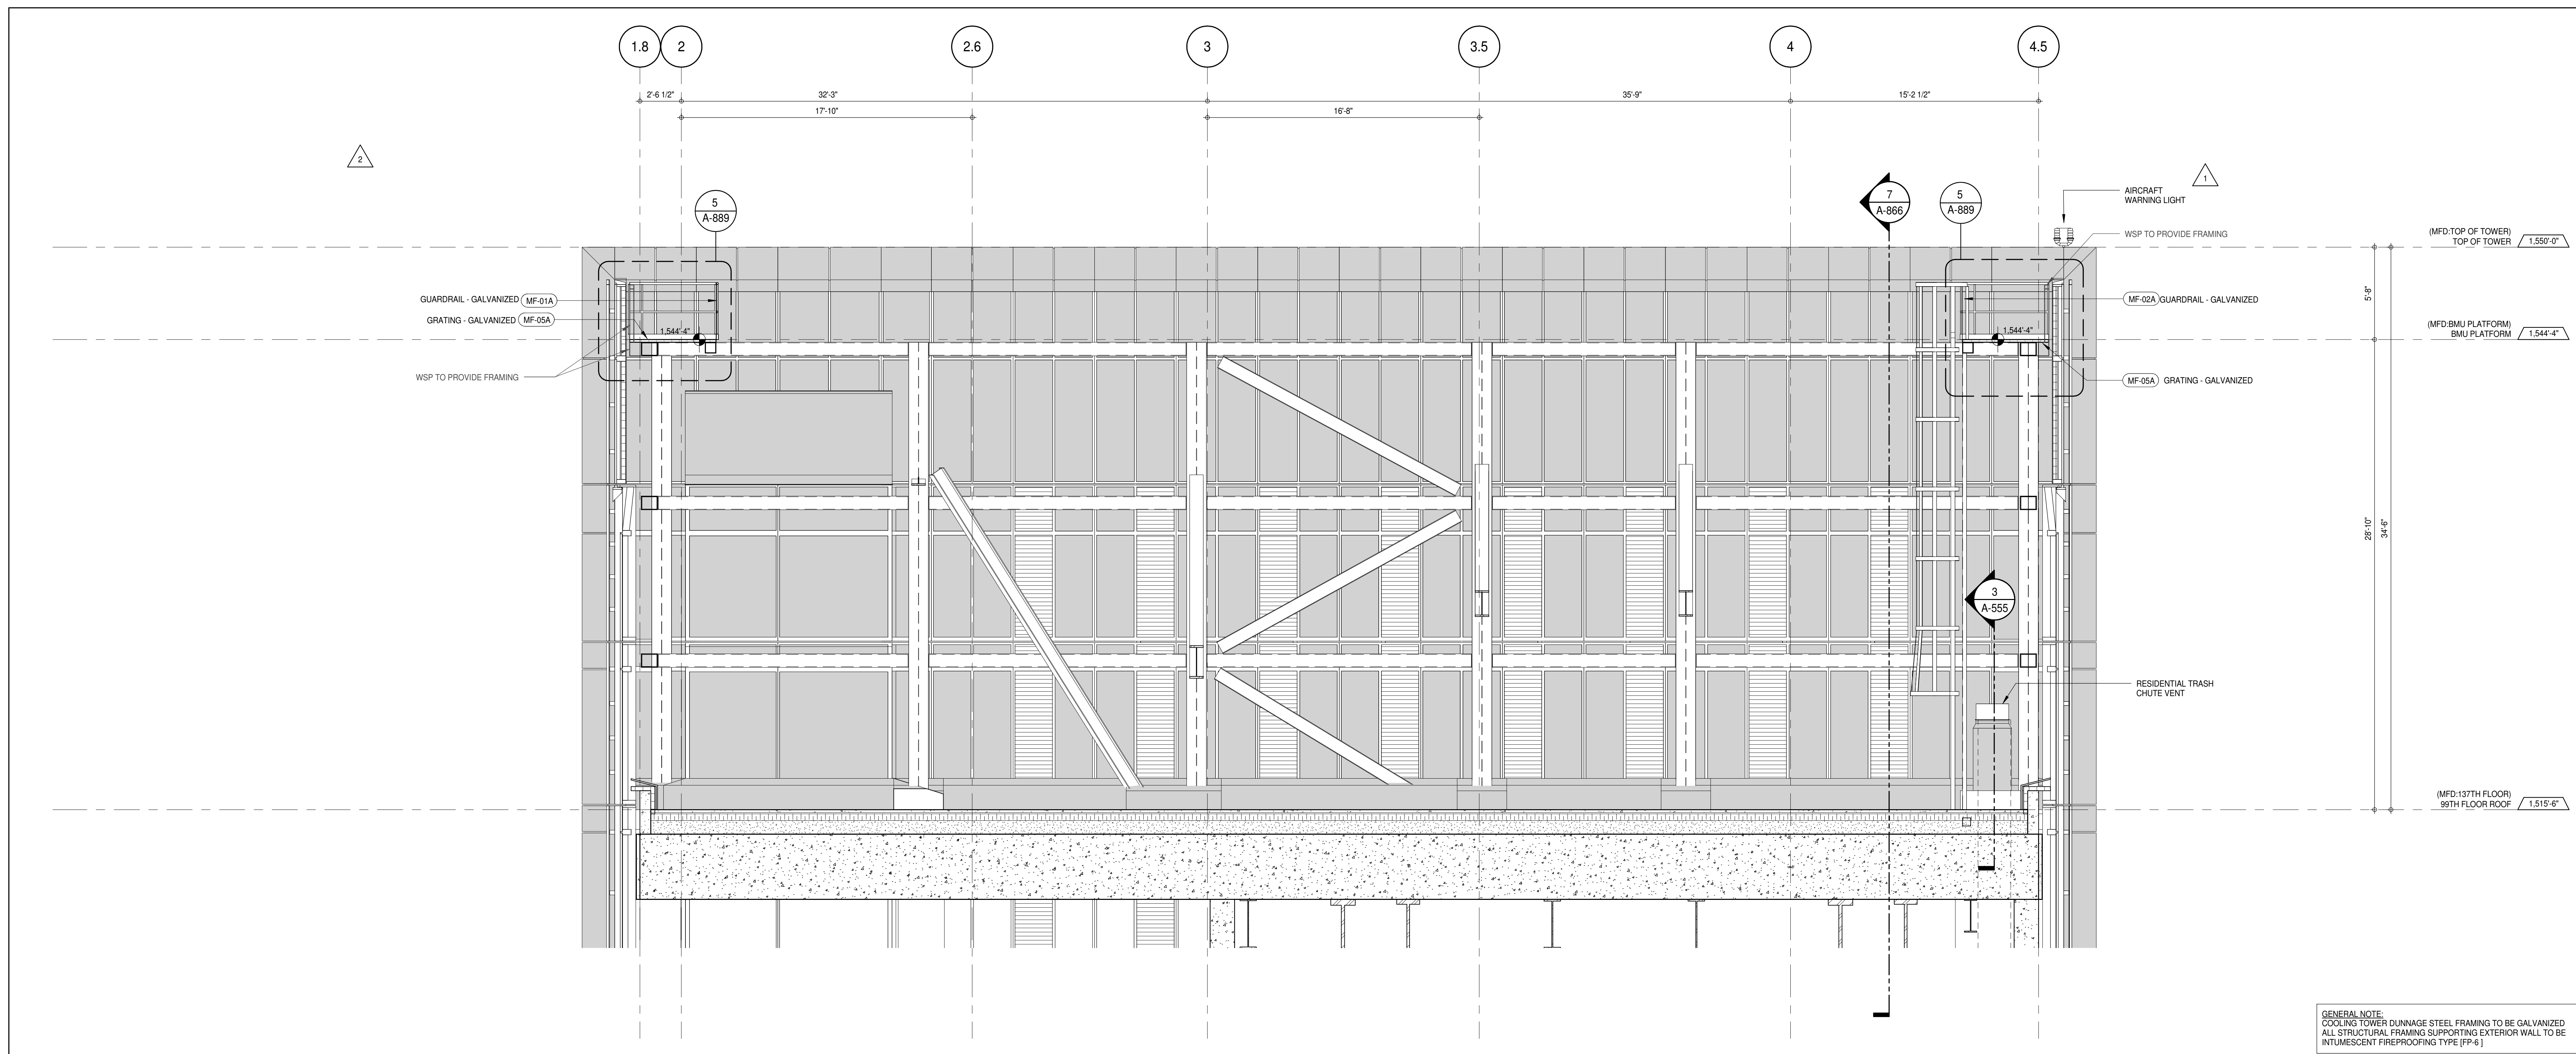 1.8
2
2.6
3
3.5
4
4.5
2'-6 1/2"
32'-3"
35'-9"
15'-2 1/2"
17'-10"
16'-8"
2
1
5
A-889
7
A-866
5
A-889
AIRCRAFT
WARNING LIGHT
WSP TO PROVIDE FRAMING
(MFD:TOP OF TOWER)
TOP OF TOWER
1,550'-0"
GUARDRAIL - GALVANIZED
MF-01A
GRATING - GALVANIZED
MF-05A
1,544'-4"
WSP TO PROVIDE FRAMING
1,544'-4"
MF-02A
GUARDRAIL - GALVANIZED
5'-8"
(MFD:BMU PLATFORM)
BMU PLATFORM
1,544'-4"
MF-05A
GRATING - GALVANIZED
28'-10"
34'-6"
3
A-555
RESIDENTIAL TRASH
CHUTE VENT
(MFD:137TH FLOOR)
99TH FLOOR ROOF
1,515'-6"
GENERAL NOTE:
COOLING TOWER DUNNAGE STEEL FRAMING TO BE GALVANIZED
ALL STRUCTURAL FRAMING SUPPORTING EXTERIOR WALL TO BE
INTUMESCENT FIREPROOFING TYPE [FP-6 ]